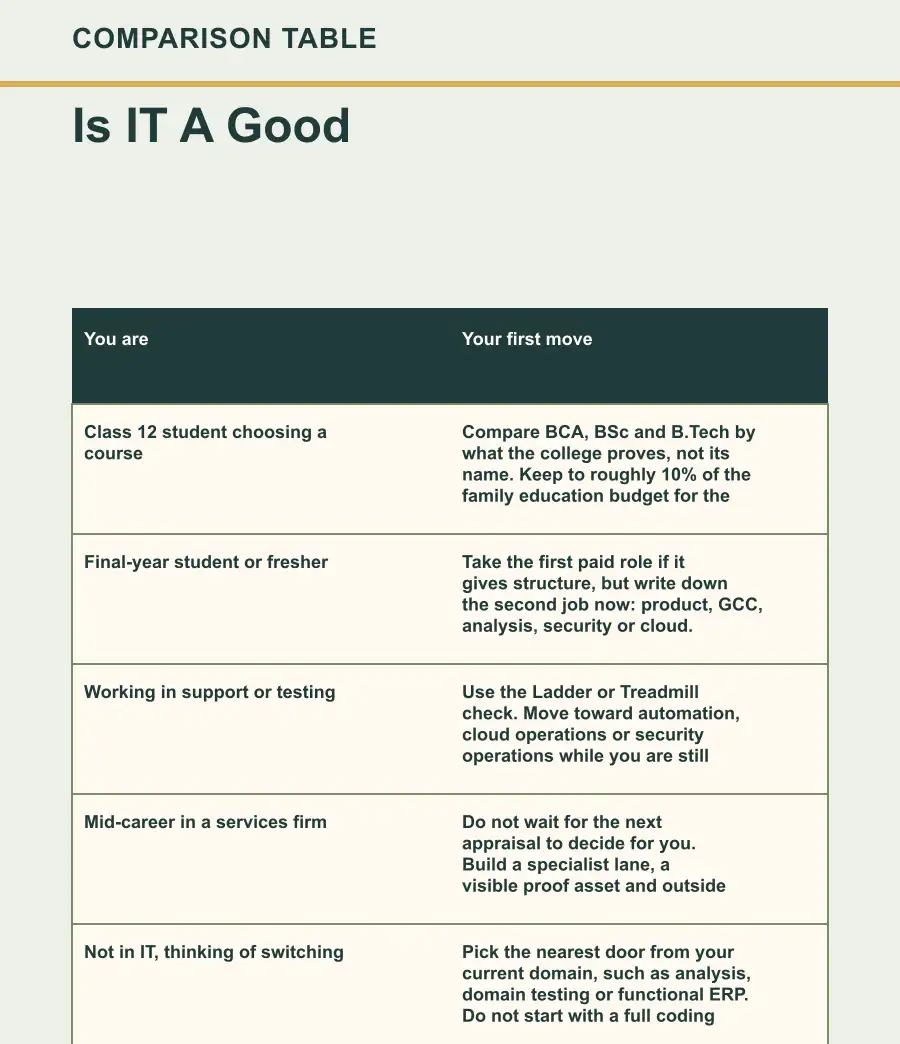 COMPARISON TABLE
Is IT A Good
You are
Your first move
Class 12 student choosing a
course
Compare BCA, BSc and B.Tech by
what the college proves, not its
name. Keep to roughly 10% of the
family education budget for the
Final-year student or fresher
Take the first paid role if it
gives structure, but write down
the second job now: product, GCC,
analysis, security or cloud.
Working in support or testing
Use the Ladder or Treadmill
check. Move toward automation,
cloud operations or security
operations while you are still
Mid-career in a services firm
Do not wait for the next
appraisal to decide for you.
Build a specialist lane, a
visible proof asset and outside
Not in IT, thinking of switching
Pick the nearest door from your
current domain, such as analysis,
domain testing or functional ERP.
Do not start with a full coding